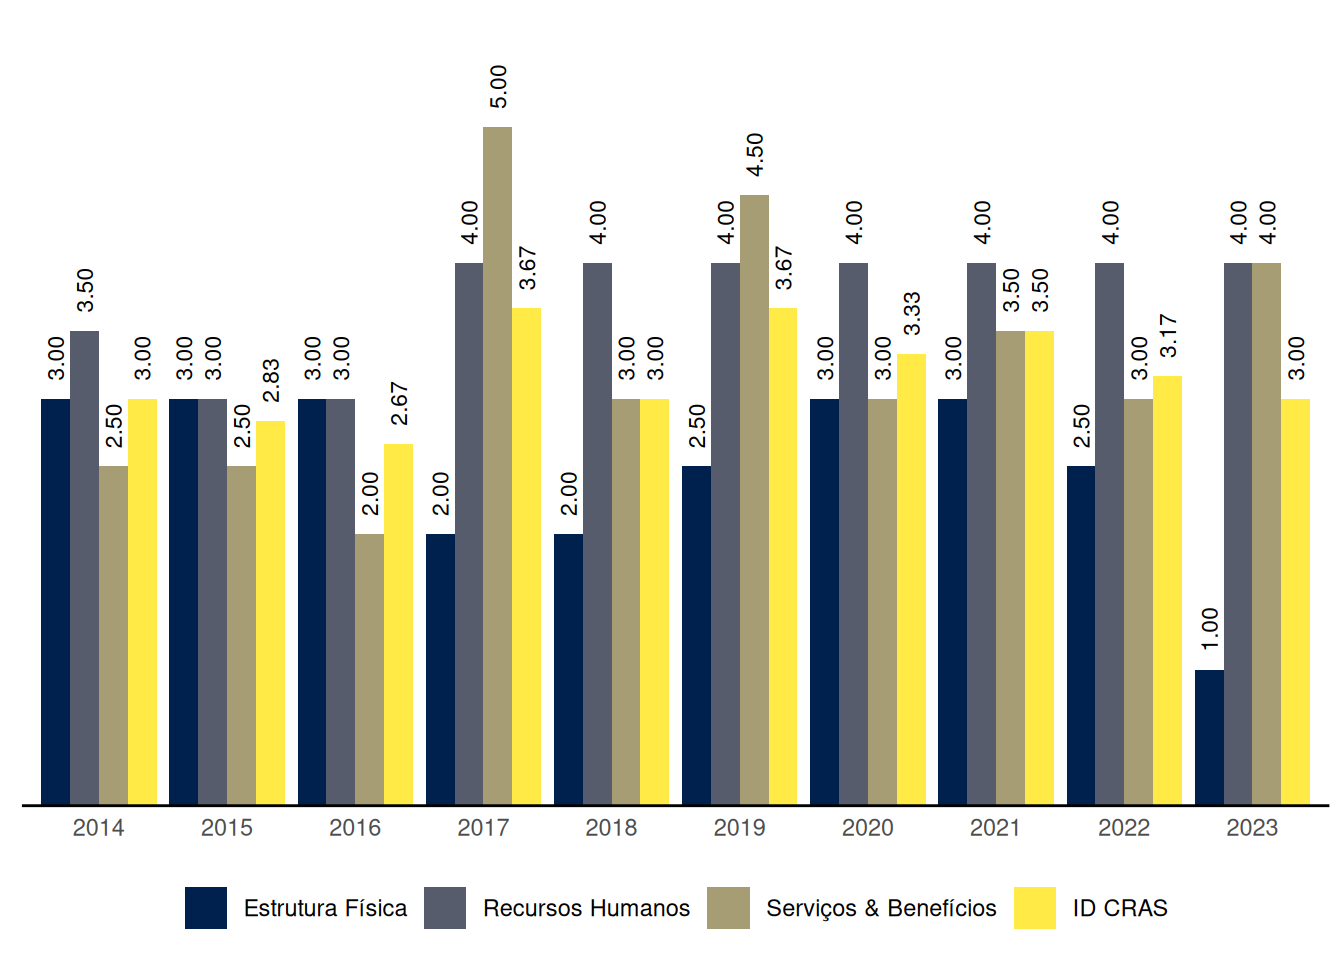 3.00 3.50 2.50 3.00
3.00 3.00 2.50 2.83
3.00 3.00 2.00 2.67
2.00 4.00 5.00 3.67
2.00 4.00 3.00 3.00
2.50 4.00 4.50 3.67
3.00 4.00 3.00 3.33
3.00 4.00 3.50 3.50
2.50 4.00 3.00 3.17
1.00 4.00 4.00 3.00
2014 2015 2016 2017 2018 2019 2020 2021 2022 2023
Estrutura Física Recursos Humanos Serviços & Benefícios ID CRAS